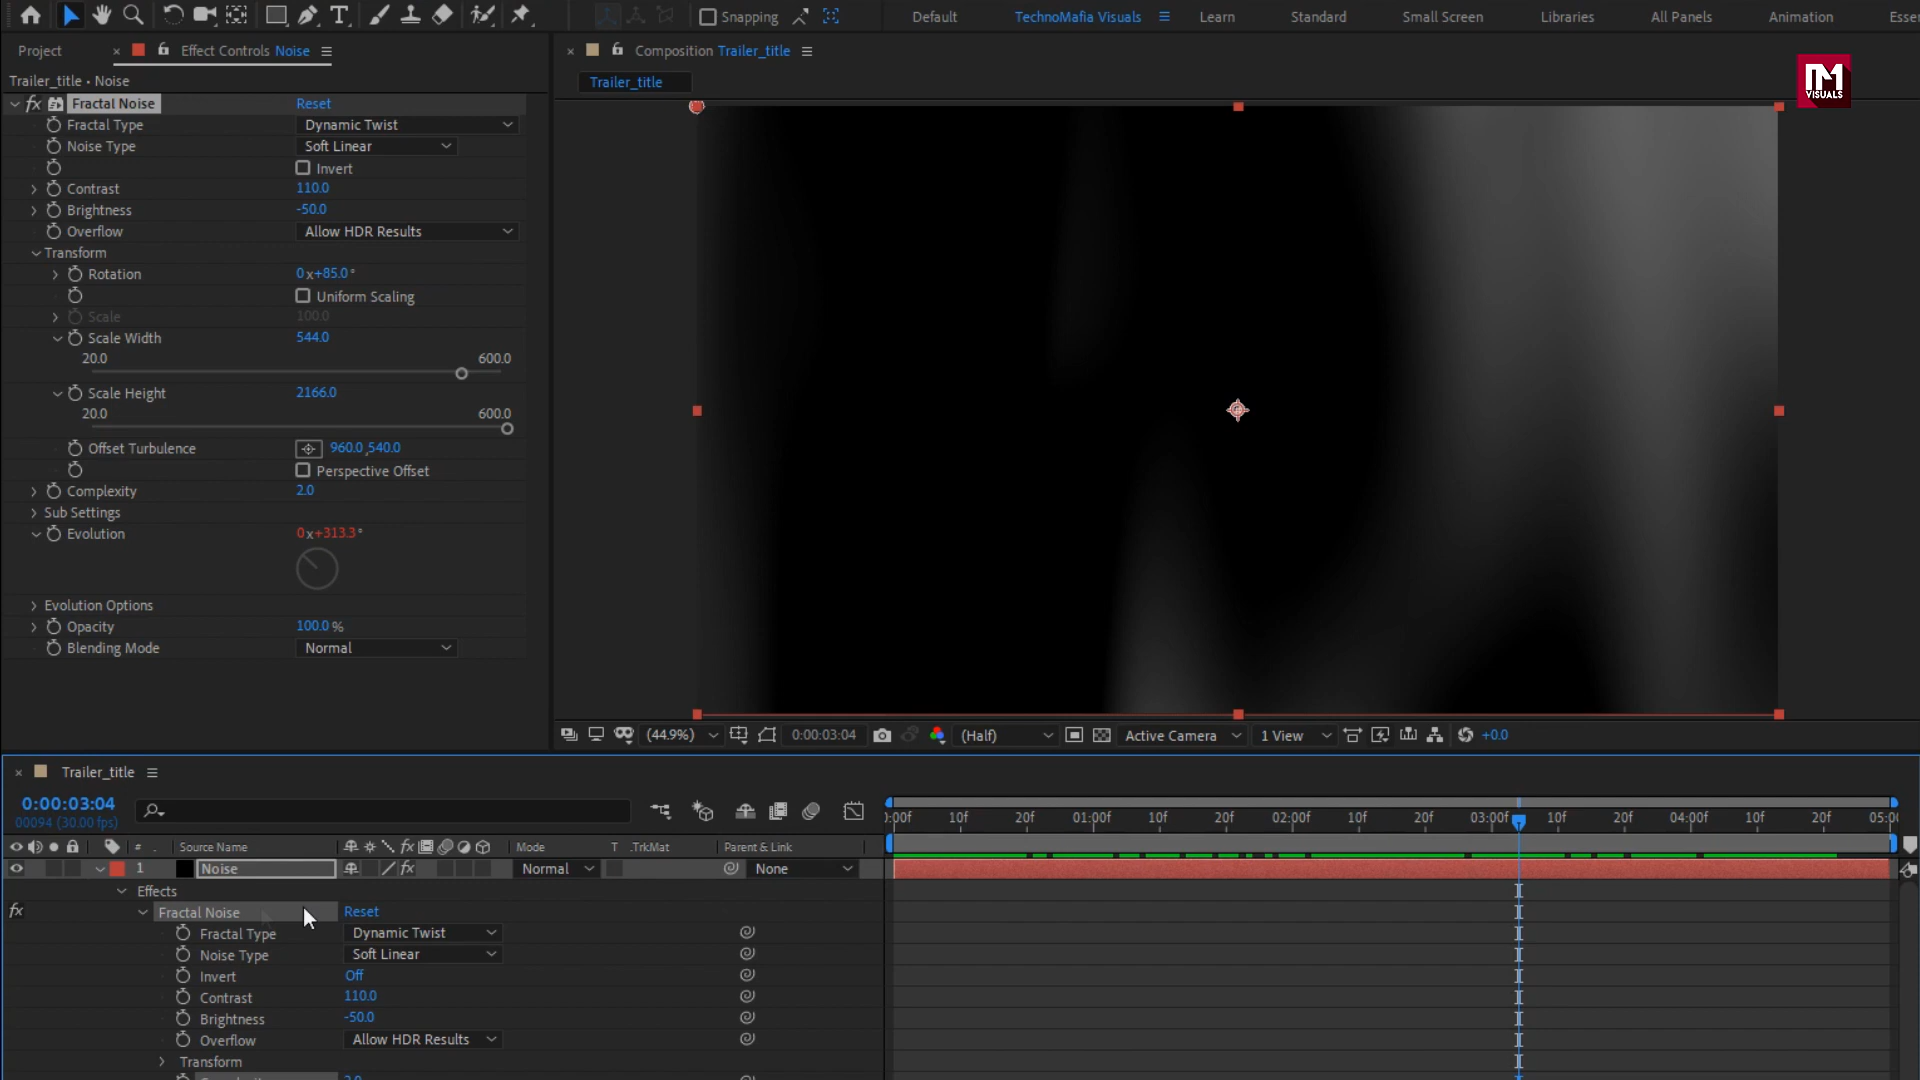 Snapping
Default
TechnoMafia Visuals
Learn
Standard
Small Screen
Libraries
All Panels
Animation
Esse
Project
Effect Controls Noise
Composition Trailer_title
Trailer_title
M
VISUALS
Trailer_title • Noise
fx Fractal Noise
Reset
Fractal Type
Dynamic Twist
Noise Type
Soft Linear
Invert
Contrast
110.0
Brightness
-50.0
Overflow
Allow HDR Results
Transform
Rotation
0x+85.0°
Uniform Scaling
Scale
100.0
Scale Width
544.0
20.0
600.0
Scale Height
2166.0
20.0
600.0
Offset Turbulence
960.0,540.0
Perspective Offset
Complexity
2.0
Sub Settings
Evolution
0x+313.3°
Evolution Options
Opacity
100.0 %
Blending Mode
Normal
(44.9%)
0:00:03:04
(Half)
Active Camera
1 View
+0.0
Trailer_title
0:00:03:04
00094 (30.00 fps)
:00f
10f
20f
01:00f
10f
20f
02:00f
10f
20f
03:00f
10f
20f
04:00f
10f
20f
05:00
#
Source Name
fx
Mode
T
.TrkMat
Parent & Link
1
Noise
fx
Normal
None
Effects
fx
Fractal Noise
Reset
Fractal Type
Dynamic Twist
Noise Type
Soft Linear
Invert
Off
Contrast
110.0
Brightness
-50.0
Overflow
Allow HDR Results
Transform